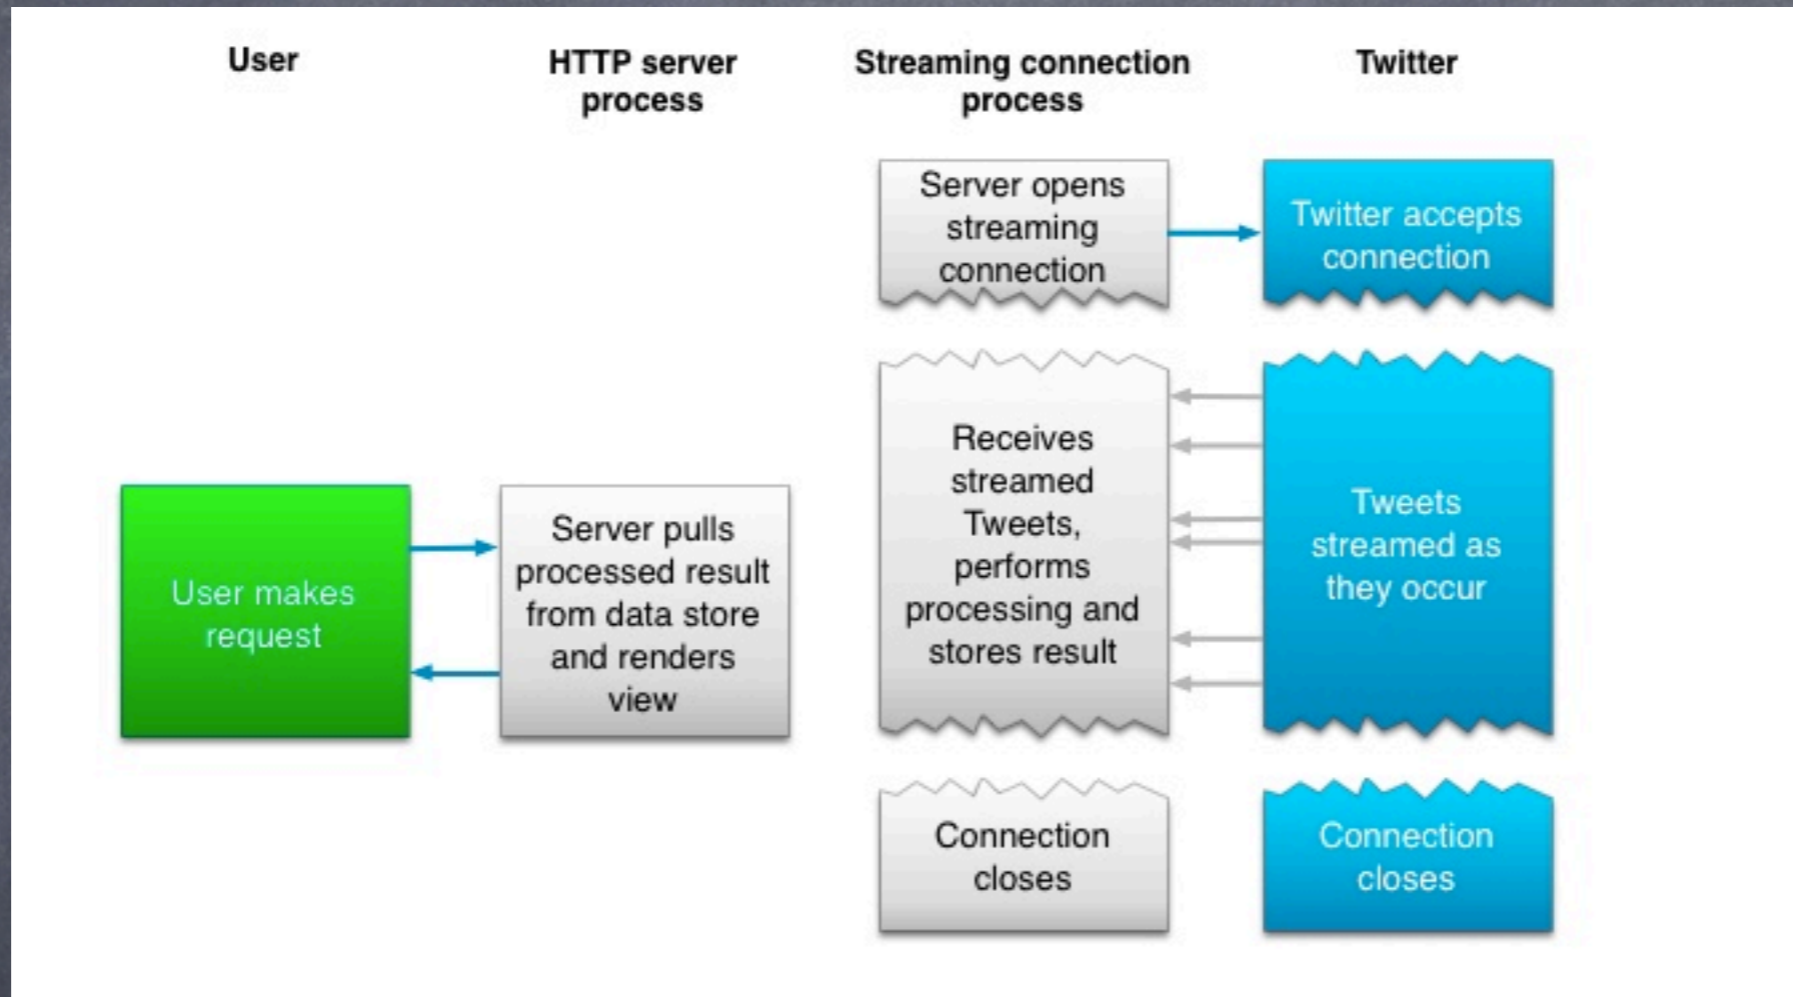 User
HTTP server
process
Streaming connection
process
Twitter
Server opens
streaming
connection
Twitter accepts
connection
User makes
request
Server pulls
processed result
from data store
and renders
view
Receives
streamed
Tweets,
performs
processing and
stores result
Tweets
streamed as
they occur
Connection
closes
Connection
closes